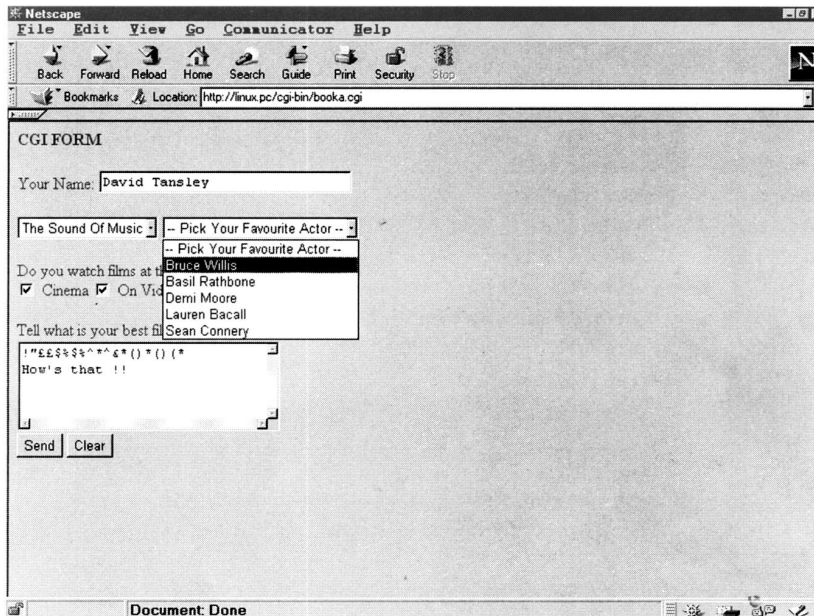 Netscape
File Edit View Go Communicator Help
Back Forward Reload Home Search Guide Print Security Stop
N
Bookmarks Location: http://linux.pc/cgi-bin/booka.cgi
CGI FORM
Your Name: David Tansley
The Sound Of Music -- Pick Your Favourite Actor --
-- Pick Your Favourite Actor --
Bruce Willis
Do you watch films at th
Basil Rathbone
Cinema On Vid
Demi Moore
Lauren Bacall
Tell what is your best fil
Sean Connery
!"££$%$%^*^&*()*()(*
How's that !!
Send Clear
Document: Done